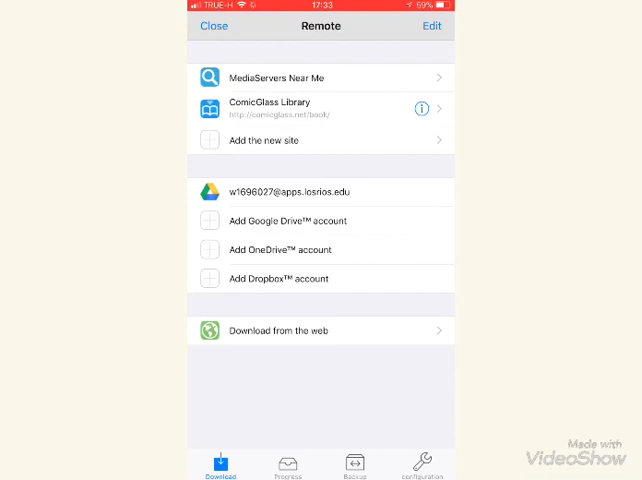 TRUE-H 17:33 59%
Close Remote Edit
MediaServers Near Me
ComicGlass Library
http://comicglass.net/book/
Add the new site
w1696027@apps.losrios.edu
Add Google Drive™ account
Add OneDrive™ account
Add Dropbox™ account
Download from the web
Download Progress Backup configuration
Made with
VideoShow